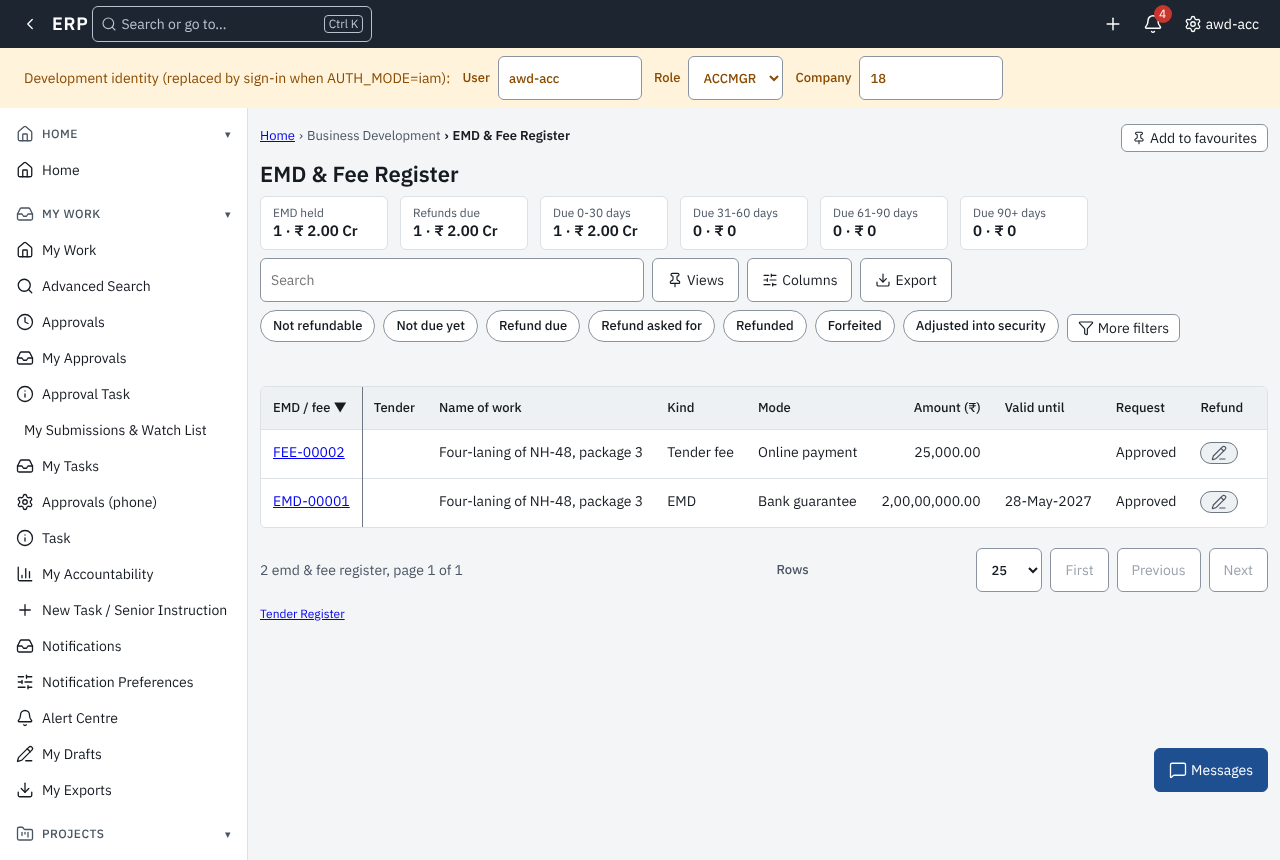 ERP Search or go to... Ctrl K 4 awd-acc
Development identity (replaced by sign-in when AUTH_MODE=iam): User awd-acc Role ACCMGR Company 18
HOME
Home
MY WORK
My Work
Advanced Search
Approvals
My Approvals
Approval Task
My Submissions & Watch List
My Tasks
Approvals (phone)
Task
My Accountability
New Task / Senior Instruction
Notifications
Notification Preferences
Alert Centre
My Drafts
My Exports
PROJECTS
Home › Business Development › EMD & Fee Register
Add to favourites
EMD & Fee Register
EMD held Refunds due Due 0-30 days Due 31-60 days Due 61-90 days Due 90+ days
1 · ₹ 2.00 Cr 1 · ₹ 2.00 Cr 1 · ₹ 2.00 Cr 0 · ₹ 0 0 · ₹ 0 0 · ₹ 0
Search Views Columns Export
Not refundable Not due yet Refund due Refund asked for Refunded Forfeited Adjusted into security More filters
EMD / fee ▼ Tender Name of work Kind Mode Amount (₹) Valid until Request Refund
FEE-00002 Four-laning of NH-48, package 3 Tender fee Online payment 25,000.00 Approved
EMD-00001 Four-laning of NH-48, package 3 EMD Bank guarantee 2,00,00,000.00 28-May-2027 Approved
2 emd & fee register, page 1 of 1 Rows 25 First Previous Next
Tender Register
Messages